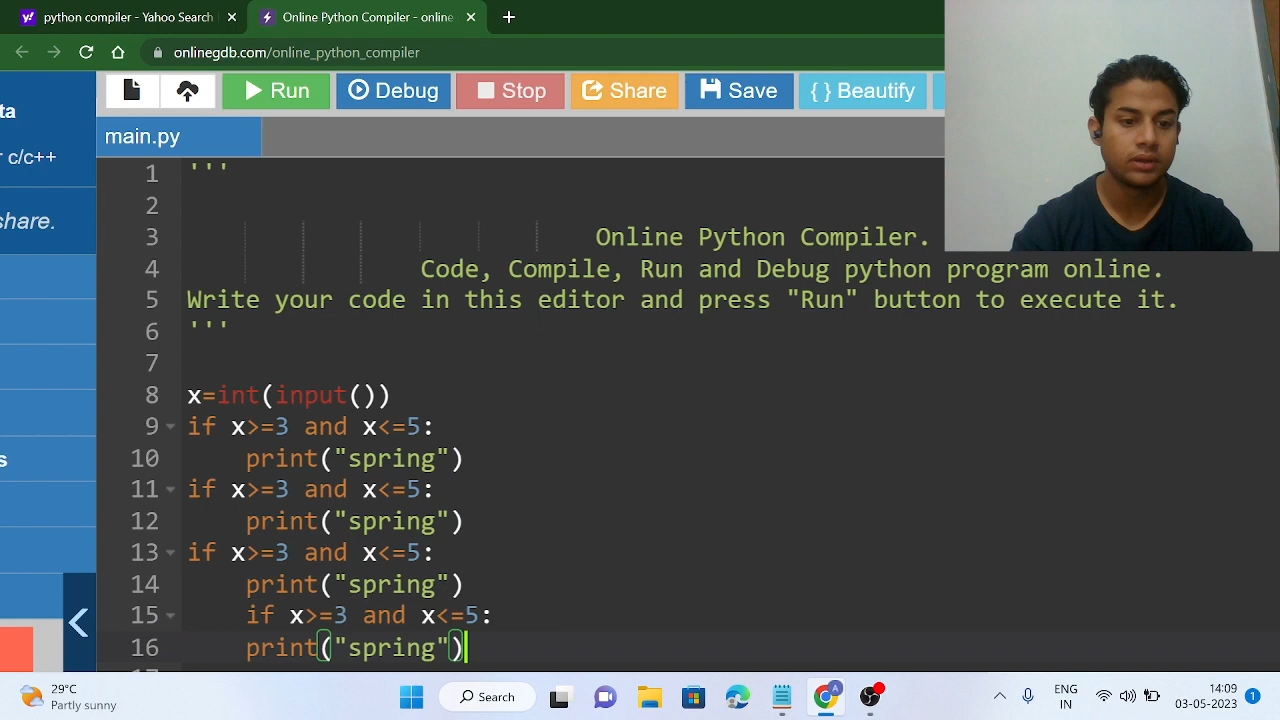 python compiler - Yahoo Search
Online Python Compiler - online
onlinegdb.com/online_python_compiler
Run
Debug
Stop
Share
Save
{ } Beautify
ta
r c/c++
share.
s
main.py
1 '''
2
3 Online Python Compiler.
4 Code, Compile, Run and Debug python program online.
5 Write your code in this editor and press "Run" button to execute it.
6 '''
7
8 x=int(input())
9 if x>=3 and x<=5:
10 print("spring")
11 if x>=3 and x<=5:
12 print("spring")
13 if x>=3 and x<=5:
14 print("spring")
15 if x>=3 and x<=5:
16 print("spring")
29°
Partly sunny
Search
A
ENG
IN
14:09
03-05-2023
1